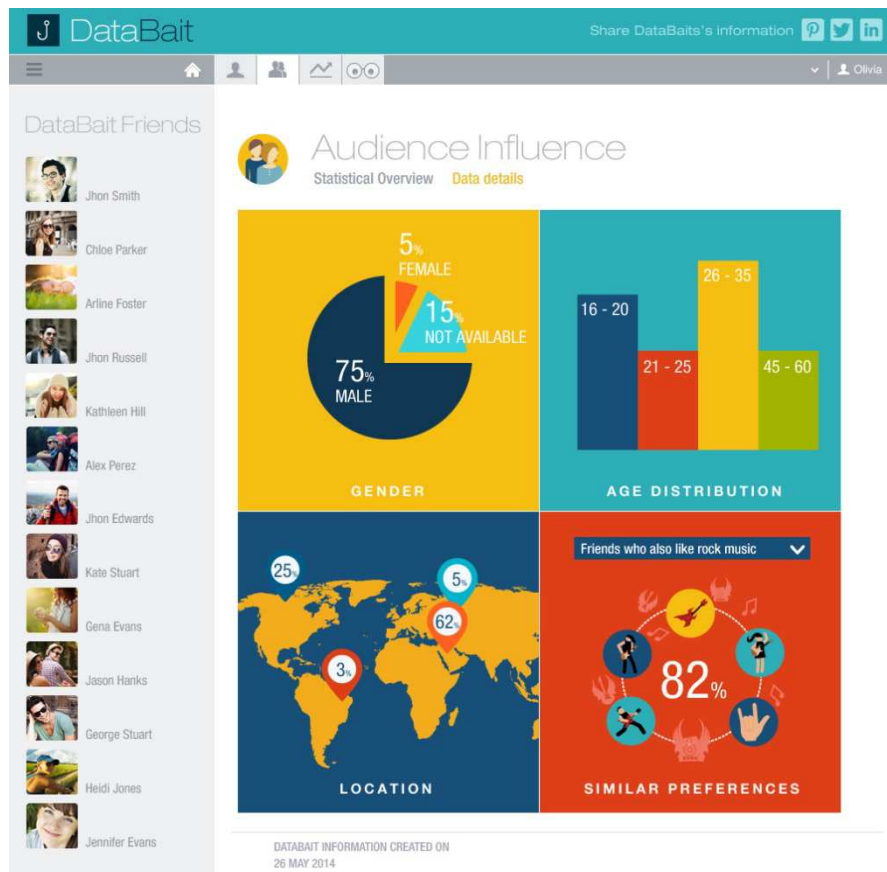 DataBait
Share DataBaits's information
Olivia
DataBait Friends
Jhon Smith
Chloe Parker
Arline Foster
Jhon Russell
Kathleen Hill
Alex Perez
Jhon Edwards
Kate Stuart
Gena Evans
Jason Hanks
George Stuart
Heidi Jones
Jennifer Evans
Audience Influence
Statistical Overview Data details
5%
FEMALE
15%
NOT AVAILABLE
75%
MALE
GENDER
16 - 20
21 - 25
26 - 35
45 - 60
AGE DISTRIBUTION
25%
5%
62%
3%
LOCATION
Friends who also like rock music
82%
SIMILAR PREFERENCES
DATABAIT INFORMATION CREATED ON
26 MAY 2014